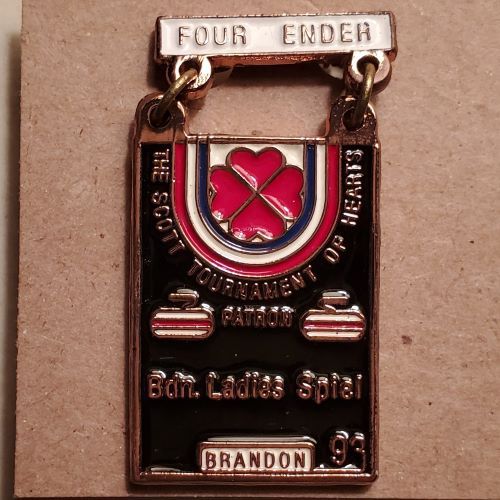 FOUR ENDER
THE SCOTT TOURNAMENT OF HEARTS
PATRON
Bdn. Ladies Spiel
BRANDON